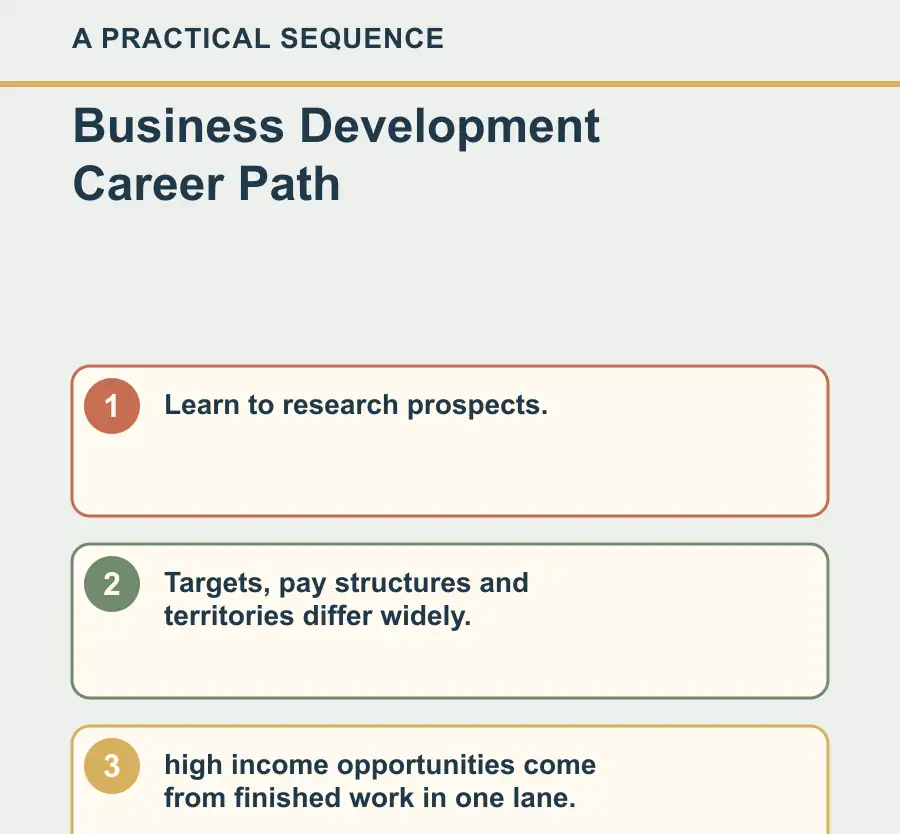 A PRACTICAL SEQUENCE
Business Development
Career Path
1
Learn to research prospects.
2
Targets, pay structures and
territories differ widely.
3
high income opportunities come
from finished work in one lane.